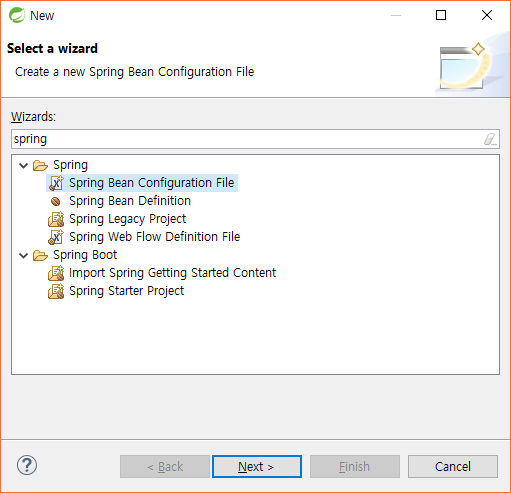 New
Select a wizard
Create a new Spring Bean Configuration File
Wizards:
spring
Spring
Spring Bean Configuration File
Spring Bean Definition
Spring Legacy Project
Spring Web Flow Definition File
Spring Boot
Import Spring Getting Started Content
Spring Starter Project
? < Back Next > Finish Cancel